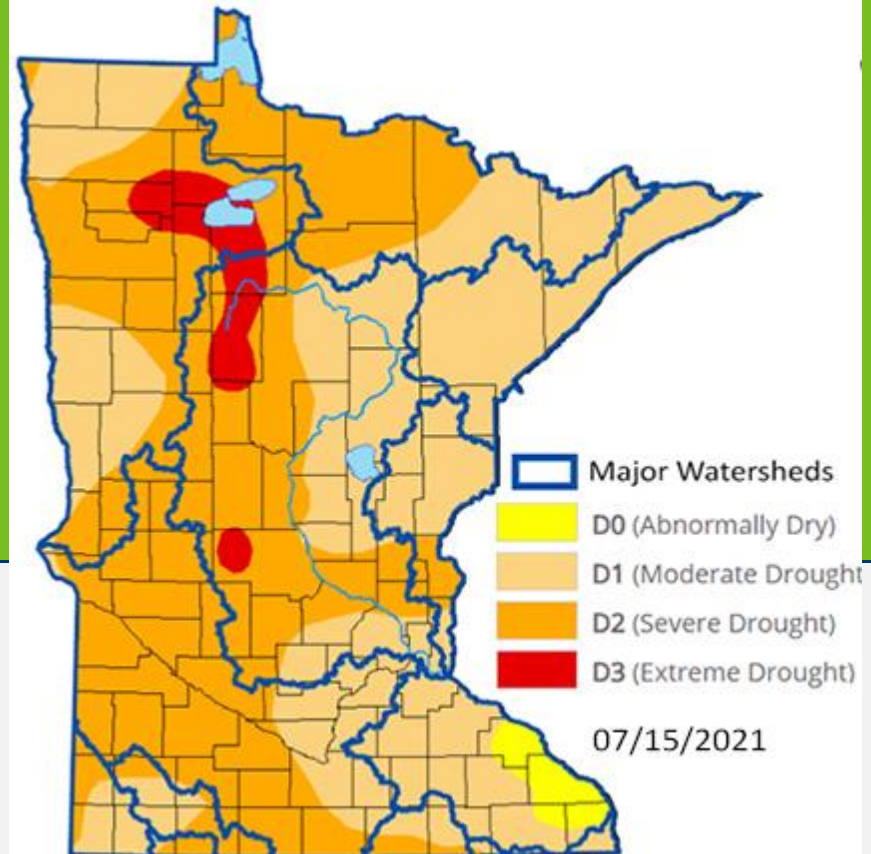 Major Watersheds
D0 (Abnormally Dry)
D1 (Moderate Drought
D2 (Severe Drought)
D3 (Extreme Drought)
07/15/2021